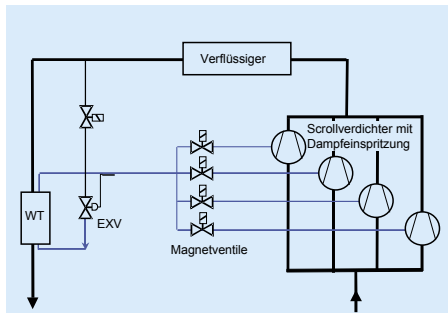 Verflüssiger
Scrollverdichter mit
Dampfeinspritzung
WT
EXV
Magnetventile